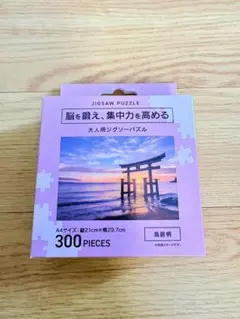 JIGSAW PUZZLE
脳を鍛え、集中力を高める
大人用ジグソーパズル
A4サイズ:縦21cm×横29.7cm
300 PIECES
鳥居柄